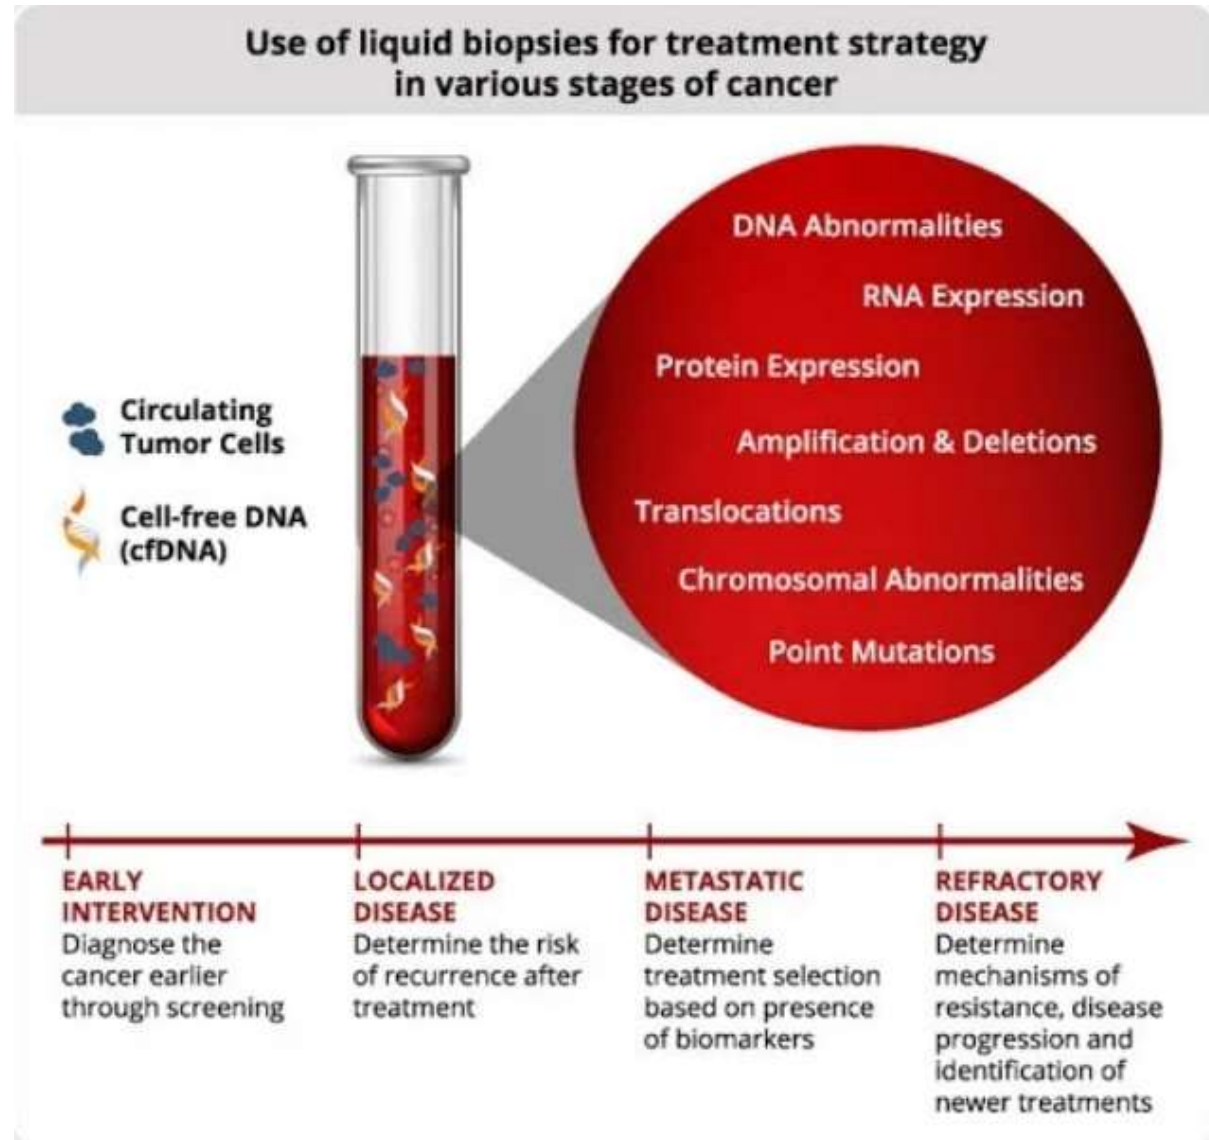 Use of liquid biopsies for treatment strategy
in various stages of cancer
DNA Abnormalities
RNA Expression
Protein Expression
Amplification & Deletions
Translocations
Chromosomal Abnormalities
Point Mutations
Circulating
Tumor Cells
Cell-free DNA
(cfDNA)
EARLY
INTERVENTION
Diagnose the
cancer earlier
through screening
LOCALIZED
DISEASE
Determine the risk
of recurrence after
treatment
METASTATIC
DISEASE
Determine
treatment selection
based on presence
of biomarkers
REFRACTORY
DISEASE
Determine
mechanisms of
resistance, disease
progression and
identification of
newer treatments